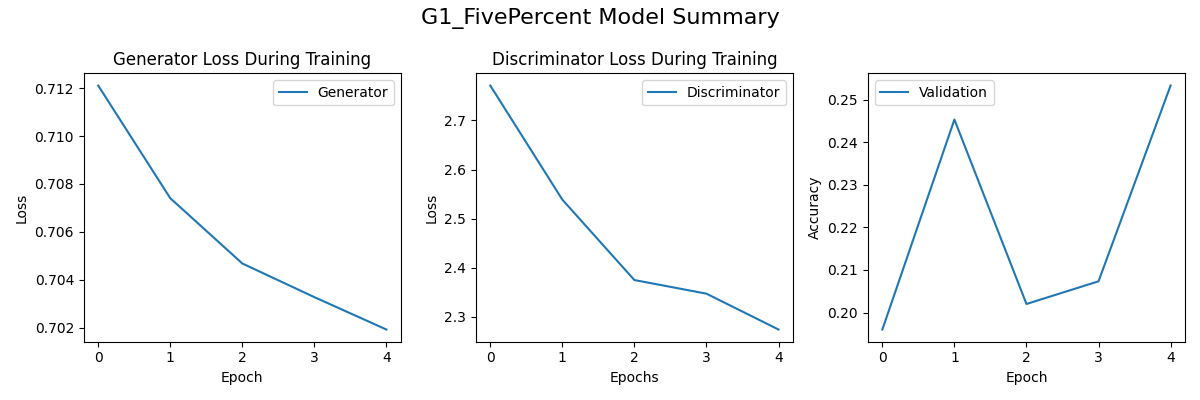 G1_FivePercent Model Summary
Generator Loss During Training
Generator
0.712
0.710
0.708
0.706
0.704
0.702
Loss
0 1 2 3 4
Epoch
Discriminator Loss During Training
Discriminator
2.7
2.6
2.5
2.4
2.3
Loss
0 1 2 3 4
Epochs
Validation
0.25
0.24
0.23
0.22
0.21
0.20
Accuracy
0 1 2 3 4
Epoch